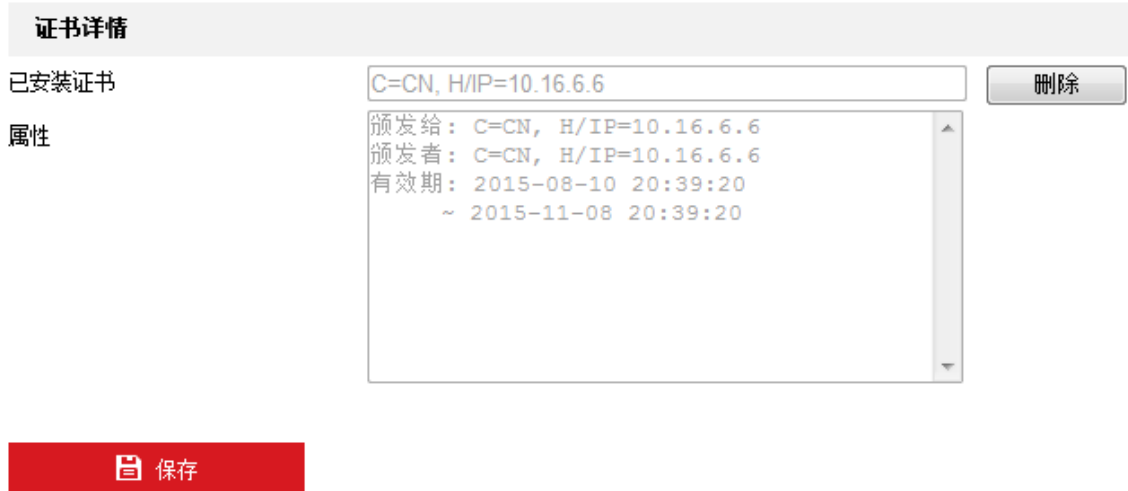 证书详情
已安装证书 C=CN, H/IP=10.16.6.6 删除
属性
颁发给: C=CN, H/IP=10.16.6.6
颁发者: C=CN, H/IP=10.16.6.6
有效期: 2015-08-10 20:39:20
~ 2015-11-08 20:39:20
保存